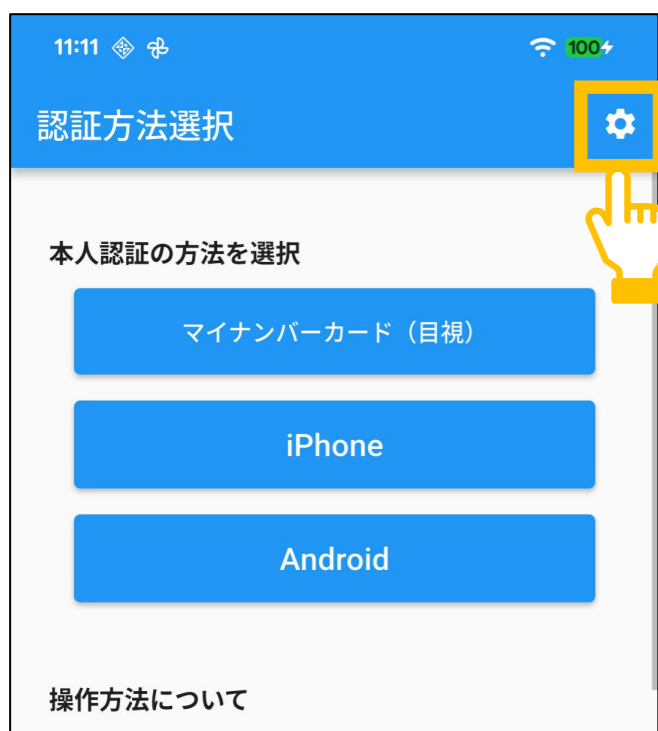 11:11
100
認証方法選択
本人認証の方法を選択
マイナンバーカード（目視）
iPhone
Android
操作方法について